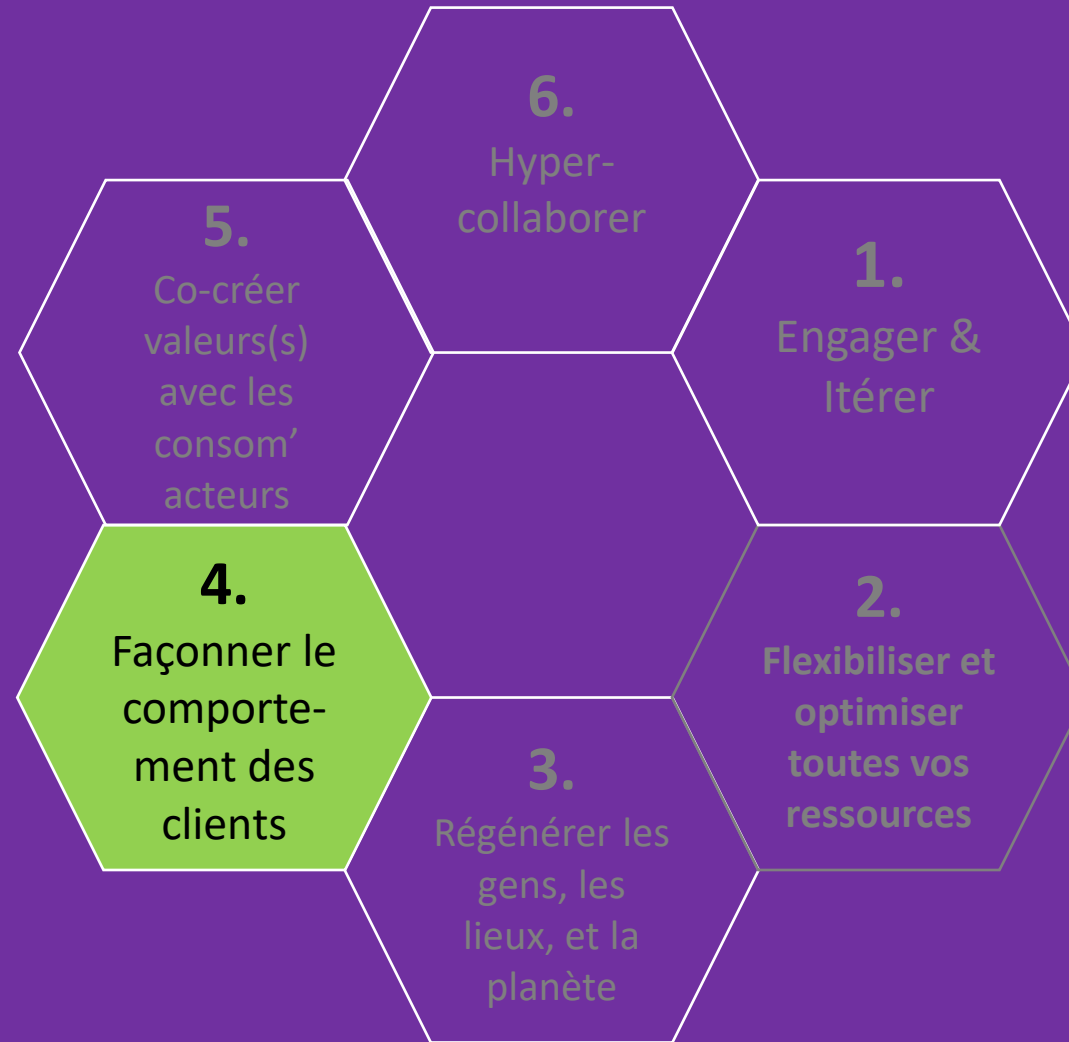 6.
Hyper-
collaborer
5.
Co-créer
valeurs(s)
avec les
consom’
acteurs
1.
Engager &
Itérer
4.
Façonner le
comporte-
ment des
clients
2.
Flexibiliser et
optimiser
toutes vos
ressources
3.
Régénérer les
gens, les
lieux, et la
planète